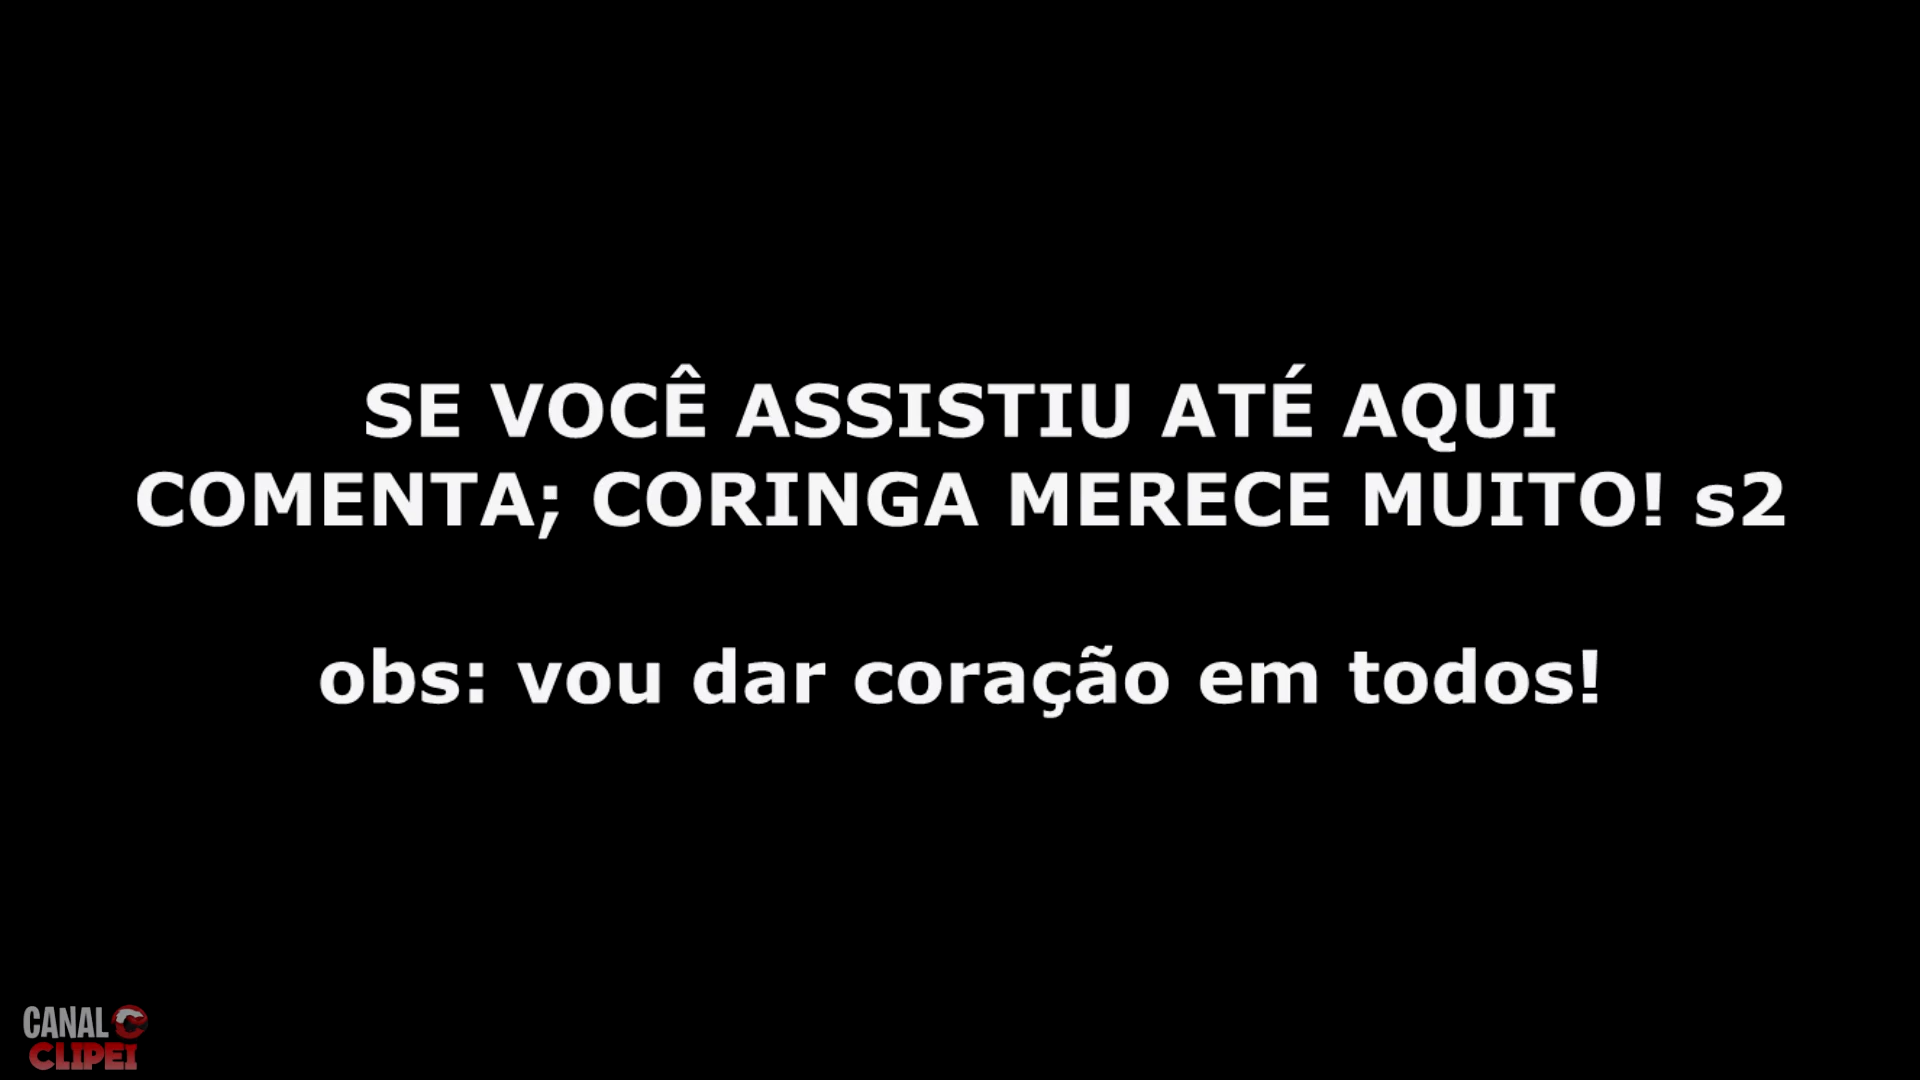 SE VOCÊ ASSISTIU ATÉ AQUI
COMENTA; CORINGA MERECE MUITO! s2
obs: vou dar coração em todos!
CANAL
CLIPEI